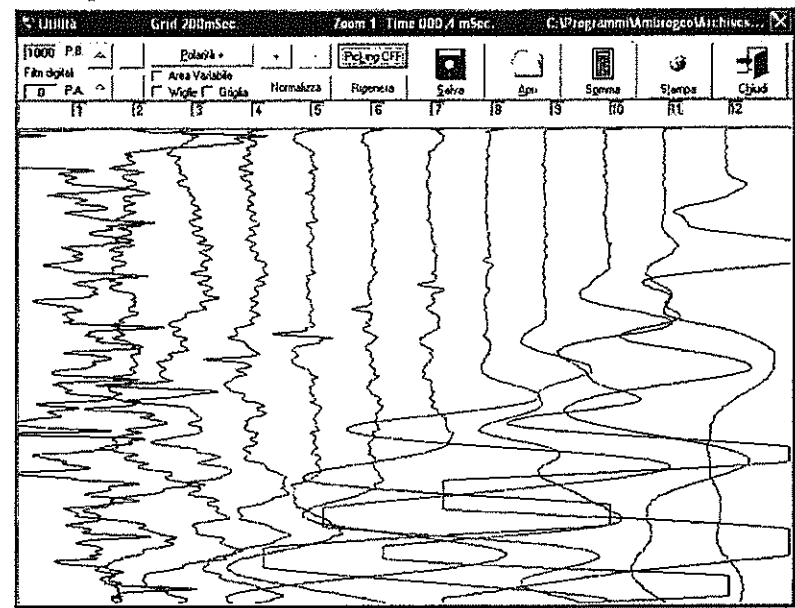 Utilità Grid 200mSec. Zoom 1 Time 000,4 mSec. C:\Programmi\Ambrogeo\Archivex... X
1000 P.B. Polarità + + - Picking OFF
Filtri digitali Area Variabile
0 P.A. Wigle Griglia Normalizza Rigenera Salva Apri Somma Stampa Chiudi
1 2 3 4 5 6 7 8 9 10 11 12